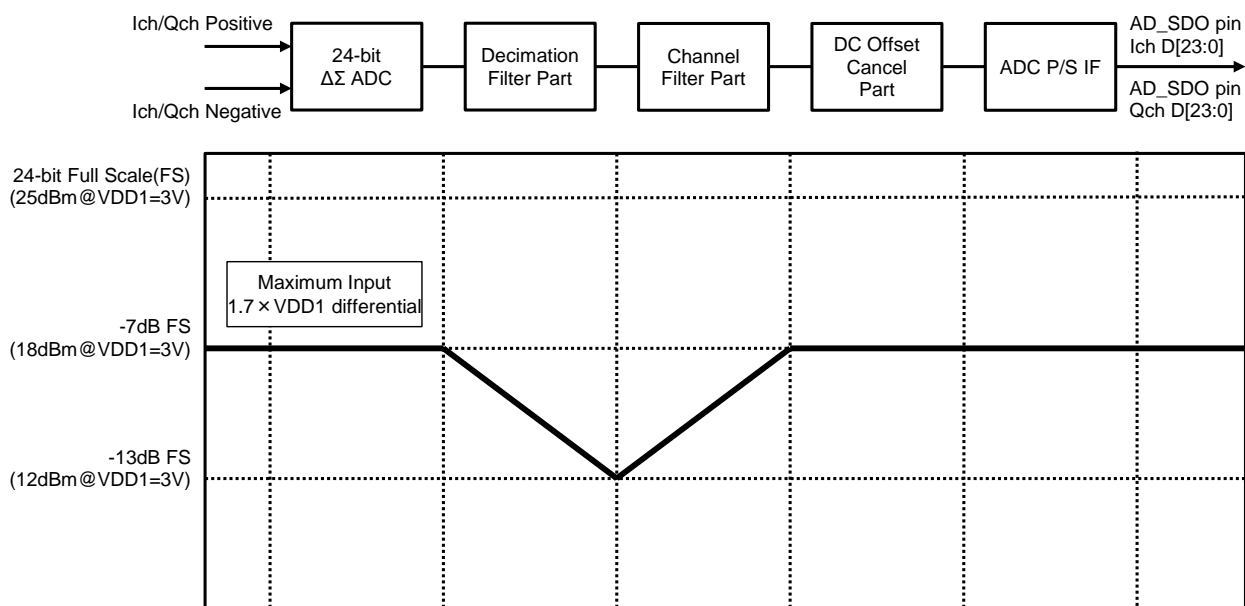 Ich/Qch Positive
Ich/Qch Negative
24-bit
ΔΣ ADC
Decimation
Filter Part
Channel
Filter Part
DC Offset
Cancel
Part
ADC P/S IF
AD_SDO pin
Ich D[23:0]
AD_SDO pin
Qch D[23:0]
24-bit Full Scale(FS)
(25dBm@VDD1=3V)
Maximum Input
1.7×VDD1 differential
-7dB FS
(18dBm@VDD1=3V)
-13dB FS
(12dBm@VDD1=3V)